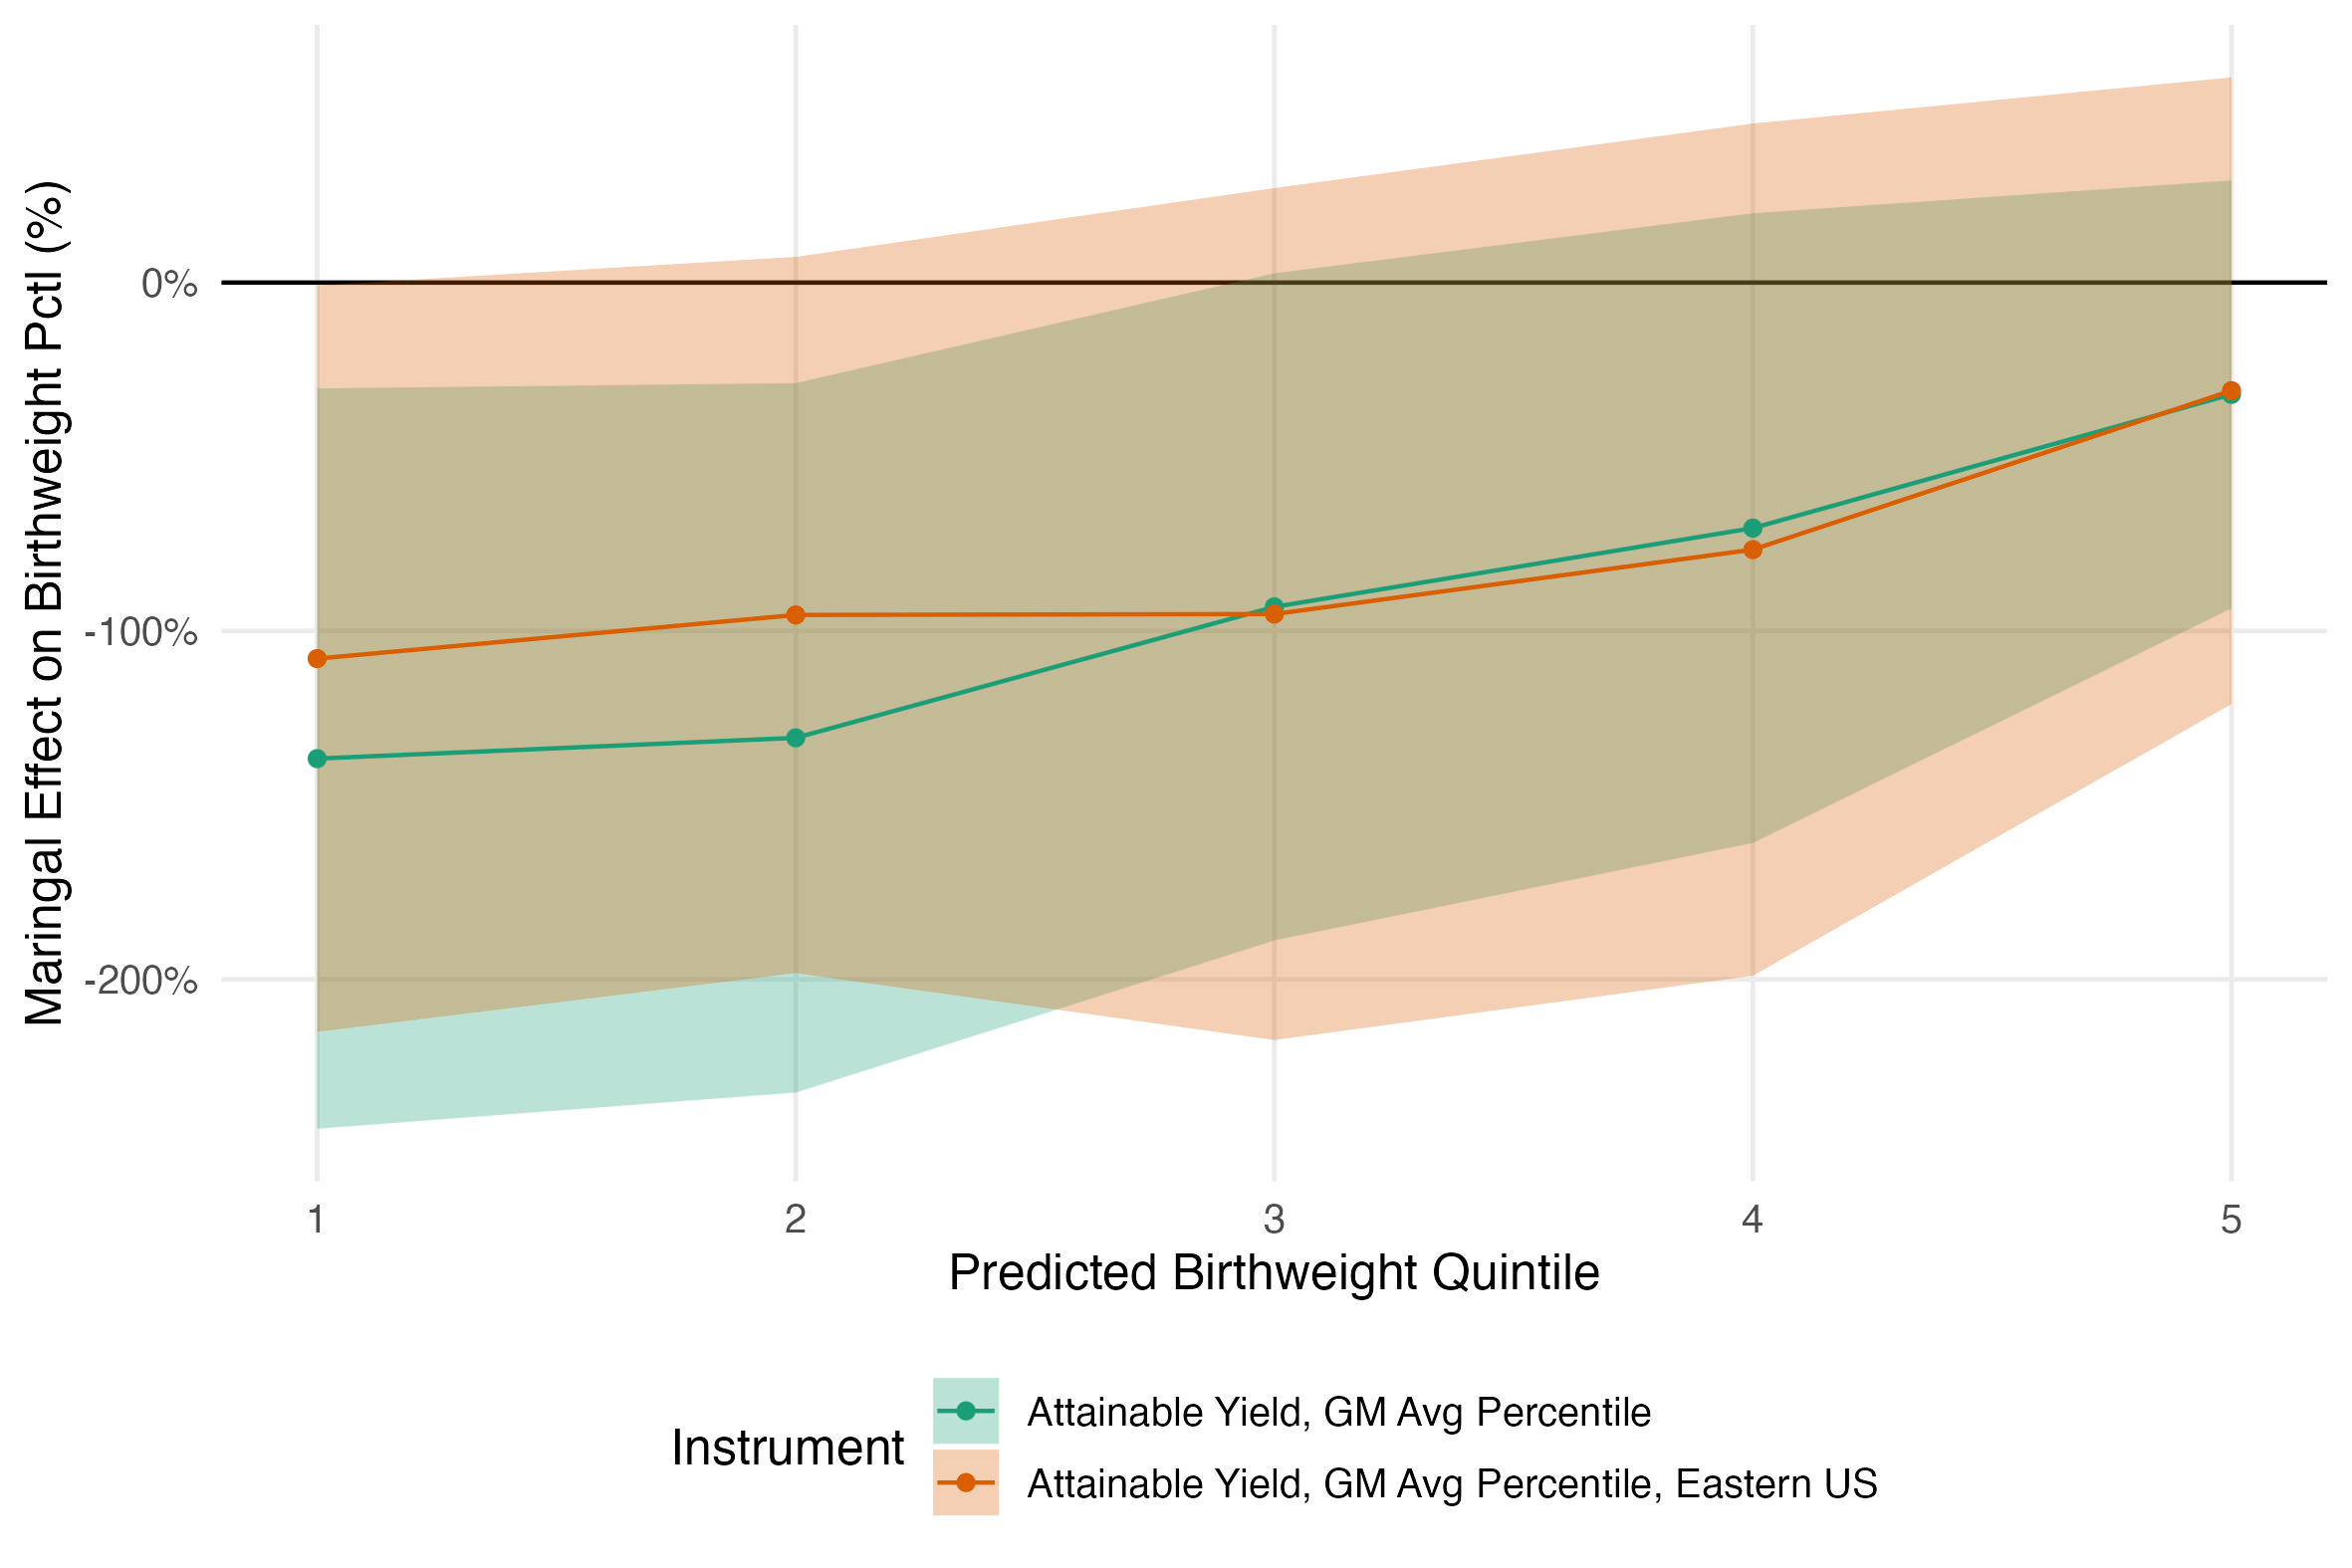 Maringal Effect on Birthweight Pctl (%)
0%
-100%
-200%
1 2 3 4 5
Predicted Birthweight Quintile
Instrument
Attainable Yield, GM Avg Percentile
Attainable Yield, GM Avg Percentile, Eastern US